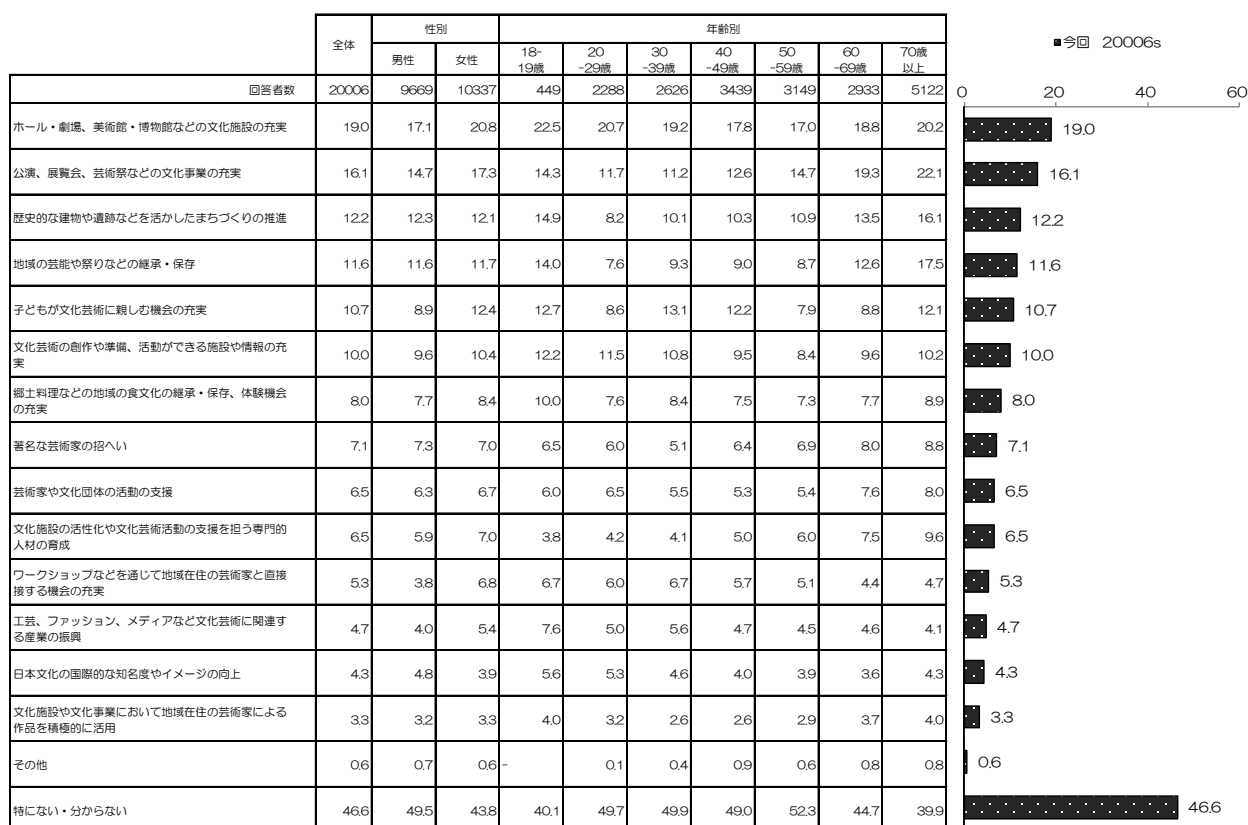 全体 性別 年齢別
男性 女性 18-19歳 20-29歳 30-39歳 40-49歳 50-59歳 60-69歳 70歳以上
■今回 20006s
回答者数 20006 9669 10337 449 2288 2626 3439 3149 2933 5122
0 20 40 60
ホール・劇場、美術館・博物館などの文化施設の充実 19.0 17.1 20.8 22.5 20.7 19.2 17.8 17.0 18.8 20.2 19.0
公演、展覧会、芸術祭などの文化事業の充実 16.1 14.7 17.3 14.3 11.7 11.2 12.6 14.7 19.3 22.1 16.1
歴史的な建物や遺跡などを活かしたまちづくりの推進 12.2 12.3 12.1 14.9 8.2 10.1 10.3 10.9 13.5 16.1 12.2
地域の芸能や祭りなどの継承・保存 11.6 11.6 11.7 14.0 7.6 9.3 9.0 8.7 12.6 17.5 11.6
子どもが文化芸術に親しむ機会の充実 10.7 8.9 12.4 12.7 8.6 13.1 12.2 7.9 8.8 12.1 10.7
文化芸術の創作や準備、活動ができる施設や情報の充
実 10.0 9.6 10.4 12.2 11.5 10.8 9.5 8.4 9.6 10.2 10.0
郷土料理などの地域の食文化の継承・保存、体験機会
の充実 8.0 7.7 8.4 10.0 7.6 8.4 7.5 7.3 7.7 8.9 8.0
著名な芸術家の招へい 7.1 7.3 7.0 6.5 6.0 5.1 6.4 6.9 8.0 8.8 7.1
芸術家や文化団体の活動の支援 6.5 6.3 6.7 6.0 6.5 5.5 5.3 5.4 7.6 8.0 6.5
文化施設の活性化や文化芸術活動の支援を担う専門的
人材の育成 6.5 5.9 7.0 3.8 4.2 4.1 5.0 6.0 7.5 9.6 6.5
ワークショップなどを通じて地域在住の芸術家と直接
接する機会の充実 5.3 3.8 6.8 6.7 6.0 6.7 5.7 5.1 4.4 4.7 5.3
工芸、ファッション、メディアなど文化芸術に関連す
る産業の振興 4.7 4.0 5.4 7.6 5.0 5.6 4.7 4.5 4.6 4.1 4.7
日本文化の国際的な知名度やイメージの向上 4.3 4.8 3.9 5.6 5.3 4.6 4.0 3.9 3.6 4.3 4.3
文化施設や文化事業において地域在住の芸術家による
作品を積極的に活用 3.3 3.2 3.3 4.0 3.2 2.6 2.6 2.9 3.7 4.0 3.3
その他 0.6 0.7 0.6 - 0.1 0.4 0.9 0.6 0.8 0.8 0.6
特にない・分からない 46.6 49.5 43.8 40.1 49.7 49.9 49.0 52.3 44.7 39.9 46.6